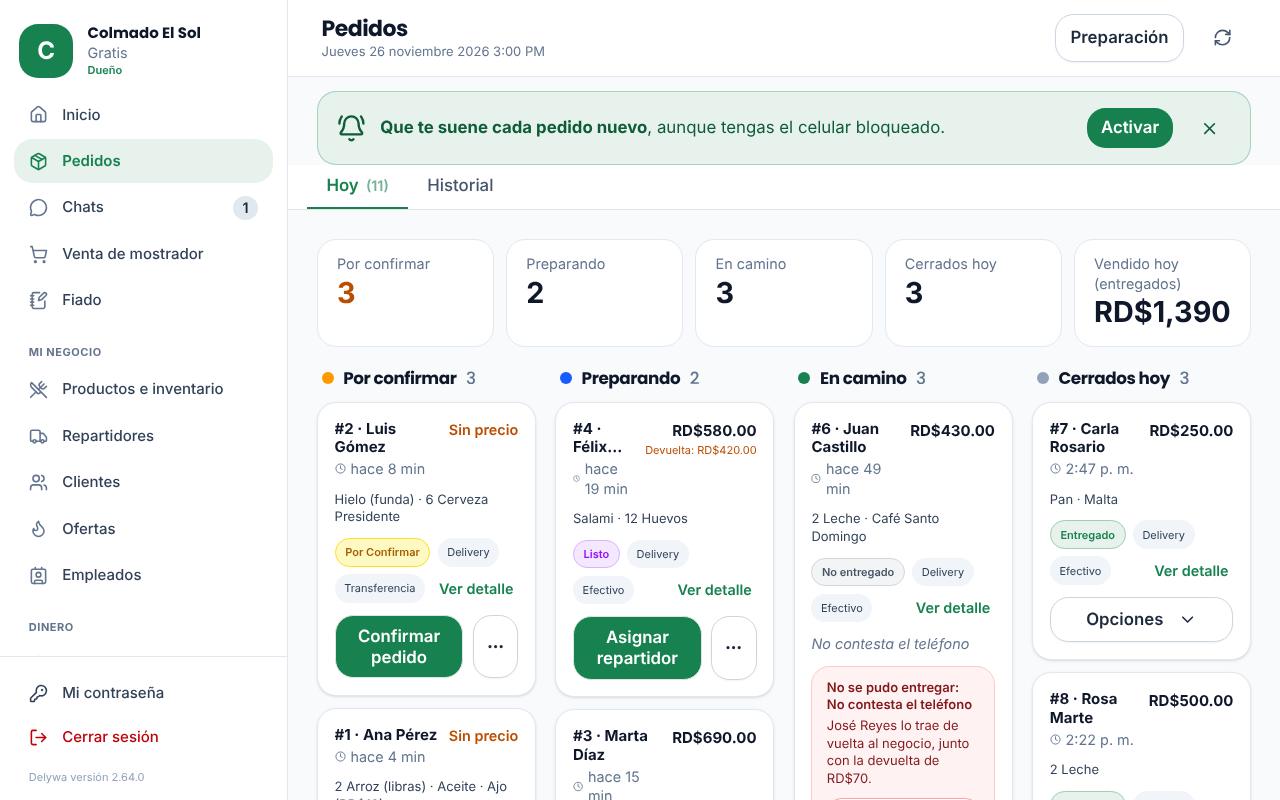 C
Colmado El Sol
Gratis
Dueño
Inicio
Pedidos
Chats
1
Venta de mostrador
Fiado
MI NEGOCIO
Productos e inventario
Repartidores
Clientes
Ofertas
Empleados
DINERO
Mi contraseña
Cerrar sesión
Delywa versión 2.64.0
Pedidos
Jueves 26 noviembre 2026 3:00 PM
Preparación
Que te suene cada pedido nuevo, aunque tengas el celular bloqueado.
Activar
Hoy (11)
Historial
Por confirmar
3
Preparando
2
En camino
3
Cerrados hoy
3
Vendido hoy
(entregados)
RD$1,390
Por confirmar 3
#2 · Luis
Gómez
Sin precio
hace 8 min
Hielo (funda) · 6 Cerveza
Presidente
Por Confirmar
Delivery
Transferencia
Ver detalle
Confirmar
pedido
...
#1 · Ana Pérez
Sin precio
hace 4 min
2 Arroz (libras) · Aceite · Ajo
Preparando 2
#4 ·
Félix...
RD$580.00
Devuelta: RD$420.00
hace
19 min
Salami · 12 Huevos
Listo
Delivery
Efectivo
Ver detalle
Asignar
repartidor
...
#3 · Marta
Díaz
RD$690.00
hace 15
min
En camino 3
#6 · Juan
Castillo
RD$430.00
hace 49
min
2 Leche · Café Santo
Domingo
No entregado
Delivery
Efectivo
Ver detalle
No contesta el teléfono
No se pudo entregar:
No contesta el teléfono
José Reyes lo trae de
vuelta al negocio, junto
con la devuelta de
RD$70.
Cerrados hoy 3
#7 · Carla
Rosario
RD$250.00
2:47 p. m.
Pan · Malta
Entregado
Delivery
Efectivo
Ver detalle
Opciones
#8 · Rosa
Marte
RD$500.00
2:22 p. m.
2 Leche